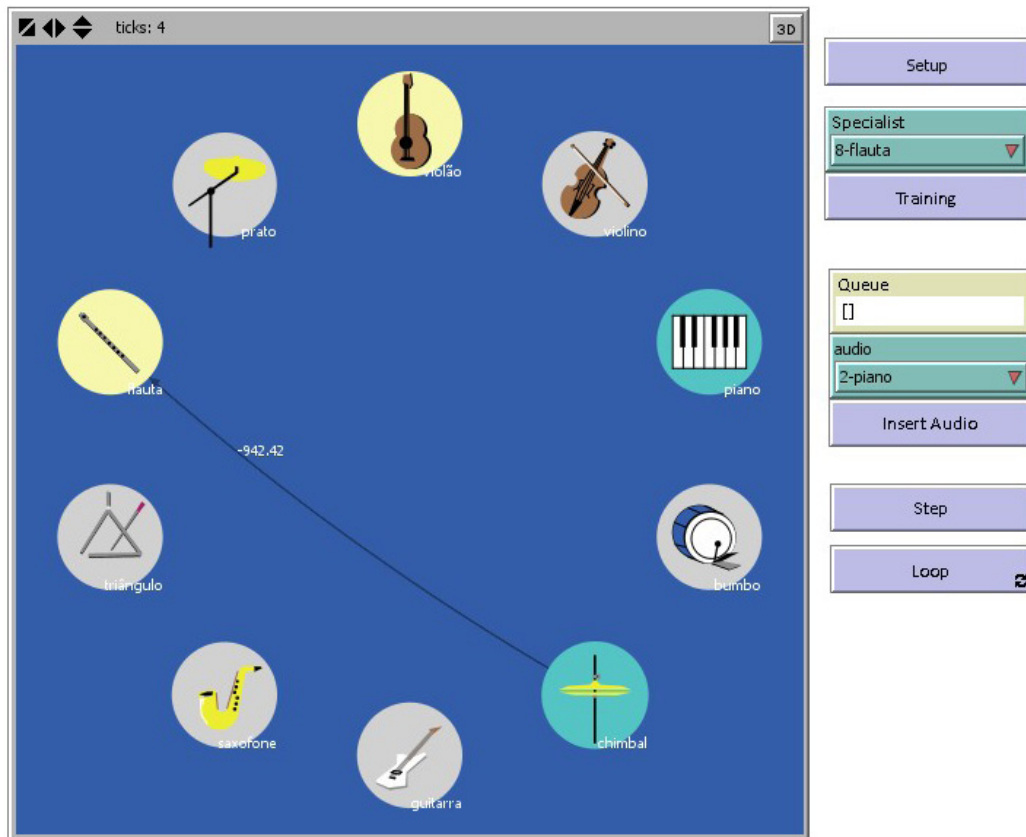 ticks: 4
3D
violão
prato
violino
flauta
piano
-942.42
triângulo
bumbo
saxofone
chimbal
guitarra
Setup
Specialist
8-flauta
Training
Queue
[]
audio
2-piano
Insert Audio
Step
Loop